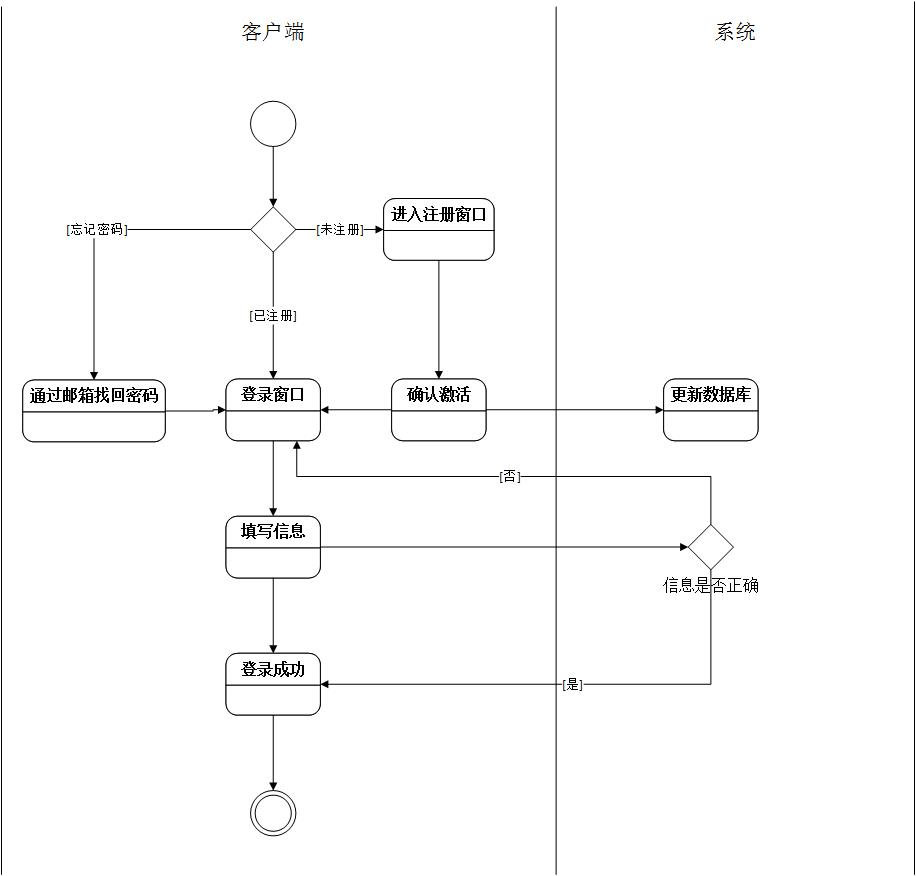 客户端
系统
进入注册窗口
[忘记密码]
[未注册]
[已注册]
通过邮箱找回密码
登录窗口
确认激活
更新数据库
[否]
填写信息
信息是否正确
登录成功
[是]